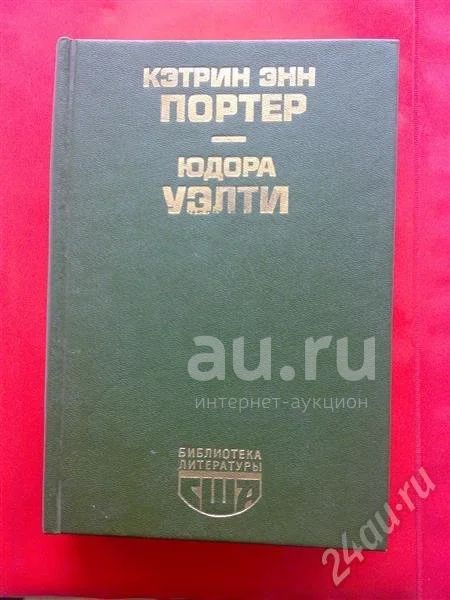 КЭТРИН ЭНН
ПОРТЕР
ЮДОРА
УЭЛТИ
au.ru
интернет-аукцион
БИБЛИОТЕКА
ЛИТЕРАТУРЫ
США
24au.ru